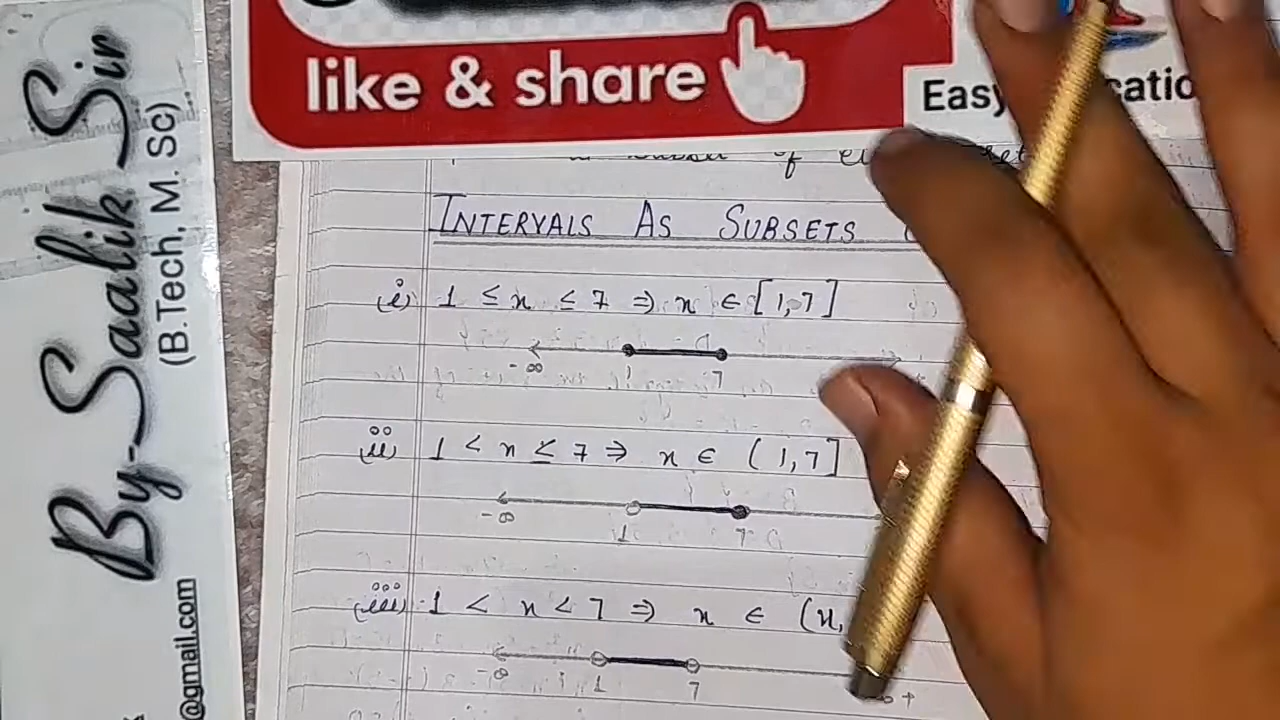 like & share
Easy
INTERVALS AS SUBSETS
(i) 1 ≤ x ≤ 7 ⇒ x ∈ [1,7]
-∞ 1 7
(ii) 1 < x ≤ 7 ⇒ x ∈ (1,7]
-∞ 1 7
(iii) 1 < x < 7 ⇒ x ∈ (x,
-∞ 1 7
By-Saalik Sir
(B.Tech, M. Sc)
@gmail.com